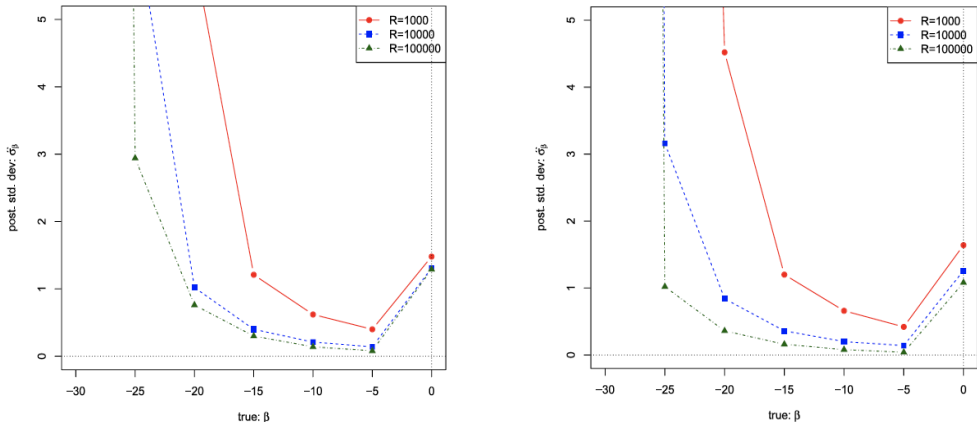 R=1000
R=10000
R=100000
5
4
3
2
1
0
post. std. dev: σ̈β
−30 −25 −20 −15 −10 −5 0
true: β
R=1000
R=10000
R=100000
5
4
3
2
1
0
post. std. dev: σ̈β
−30 −25 −20 −15 −10 −5 0
true: β